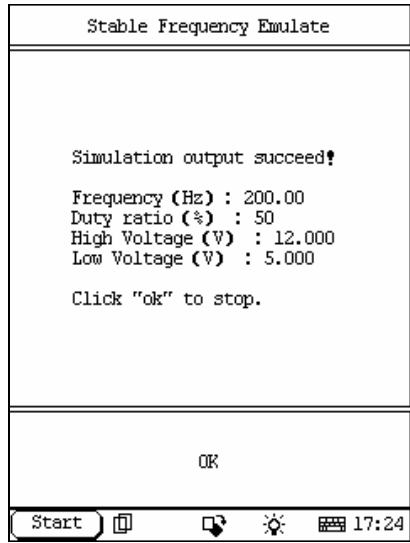 Stable Frequency Emulate
Simulation output succeed!
Frequency (Hz) : 200.00
Duty ratio (%) : 50
High Voltage (V) : 12.000
Low Voltage (V) : 5.000
Click "ok" to stop.
OK
Start 17:24